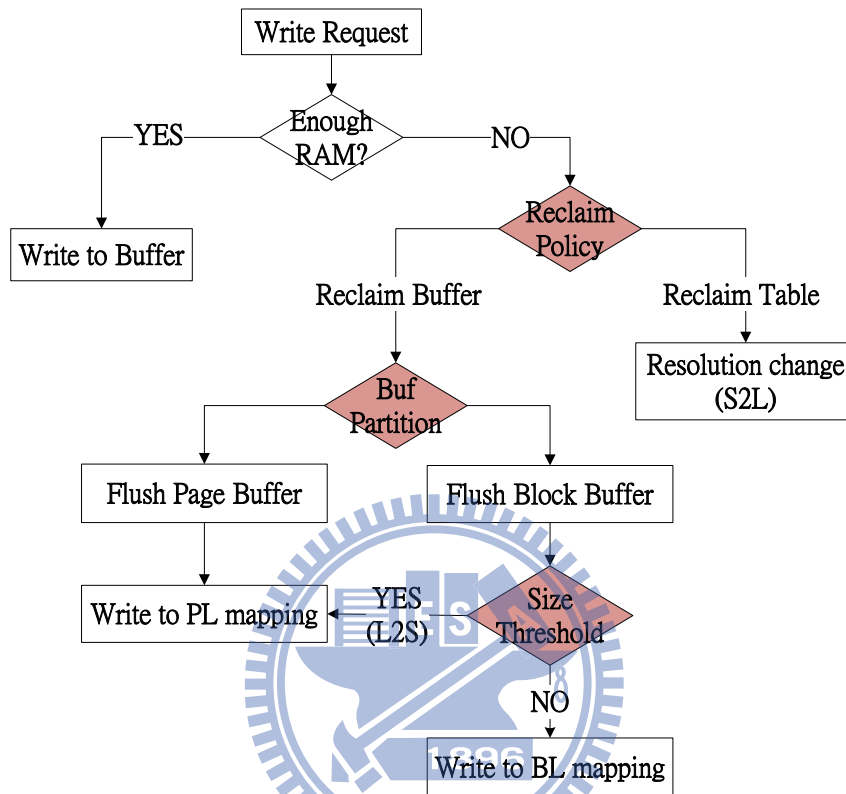 Write Request
Enough
RAM?
YES
NO
Reclaim
Policy
Write to Buffer
Reclaim Buffer
Reclaim Table
Resolution change
(S2L)
Buf
Partition
Flush Page Buffer
Flush Block Buffer
Write to PL mapping
YES
(L2S)
Size
Threshold
E S A
NO
1896
Write to BL mapping